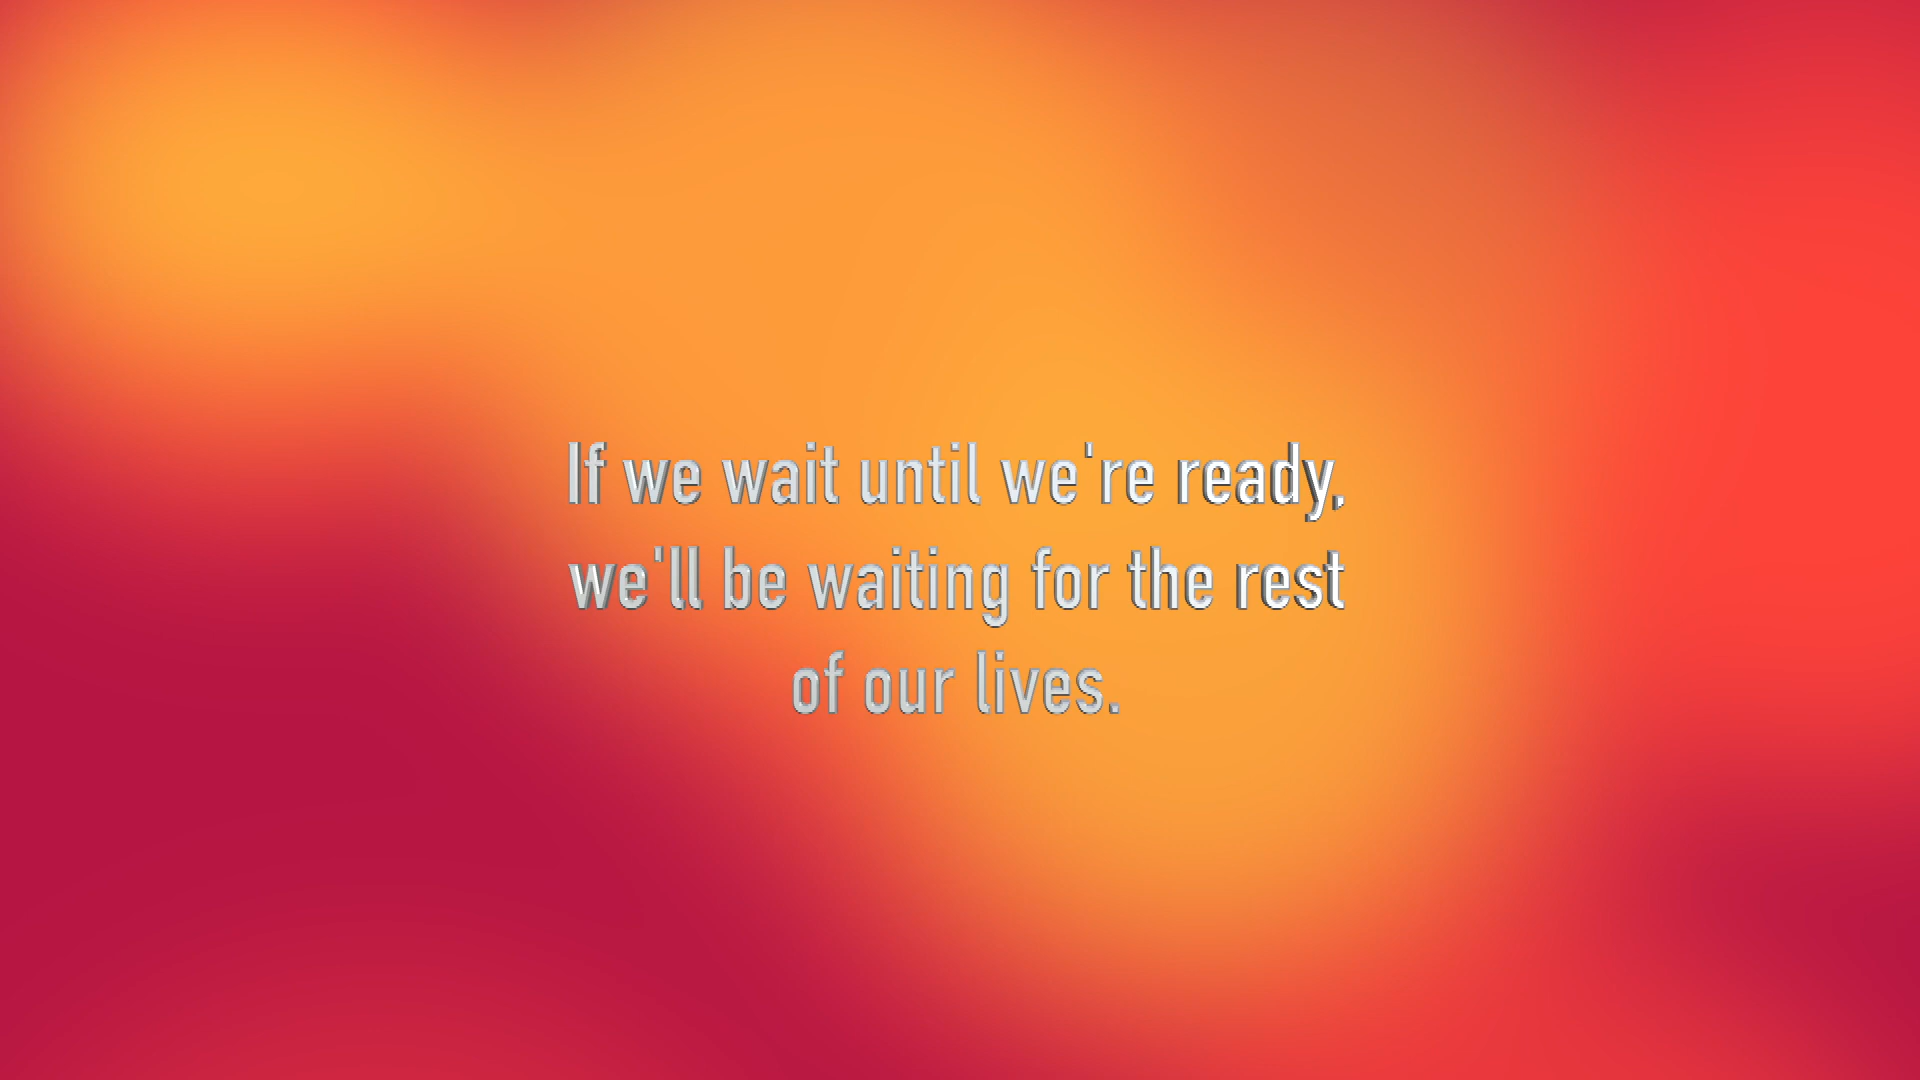 If we wait until we're ready,
we'll be waiting for the rest
of our lives.